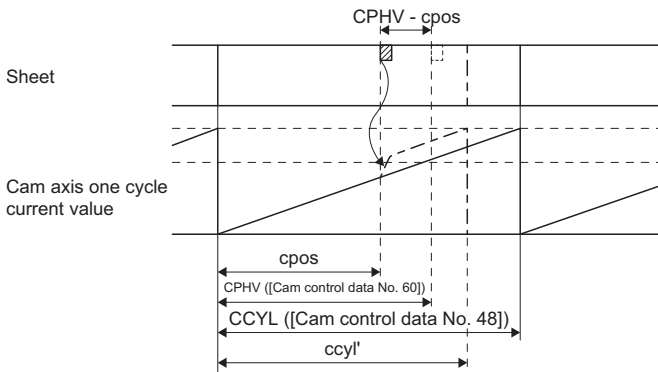 CPHV - cpos
Sheet
Cam axis one cycle
current value
cpos
CPHV ([Cam control data No. 60])
CCYL ([Cam control data No. 48])
ccyl'